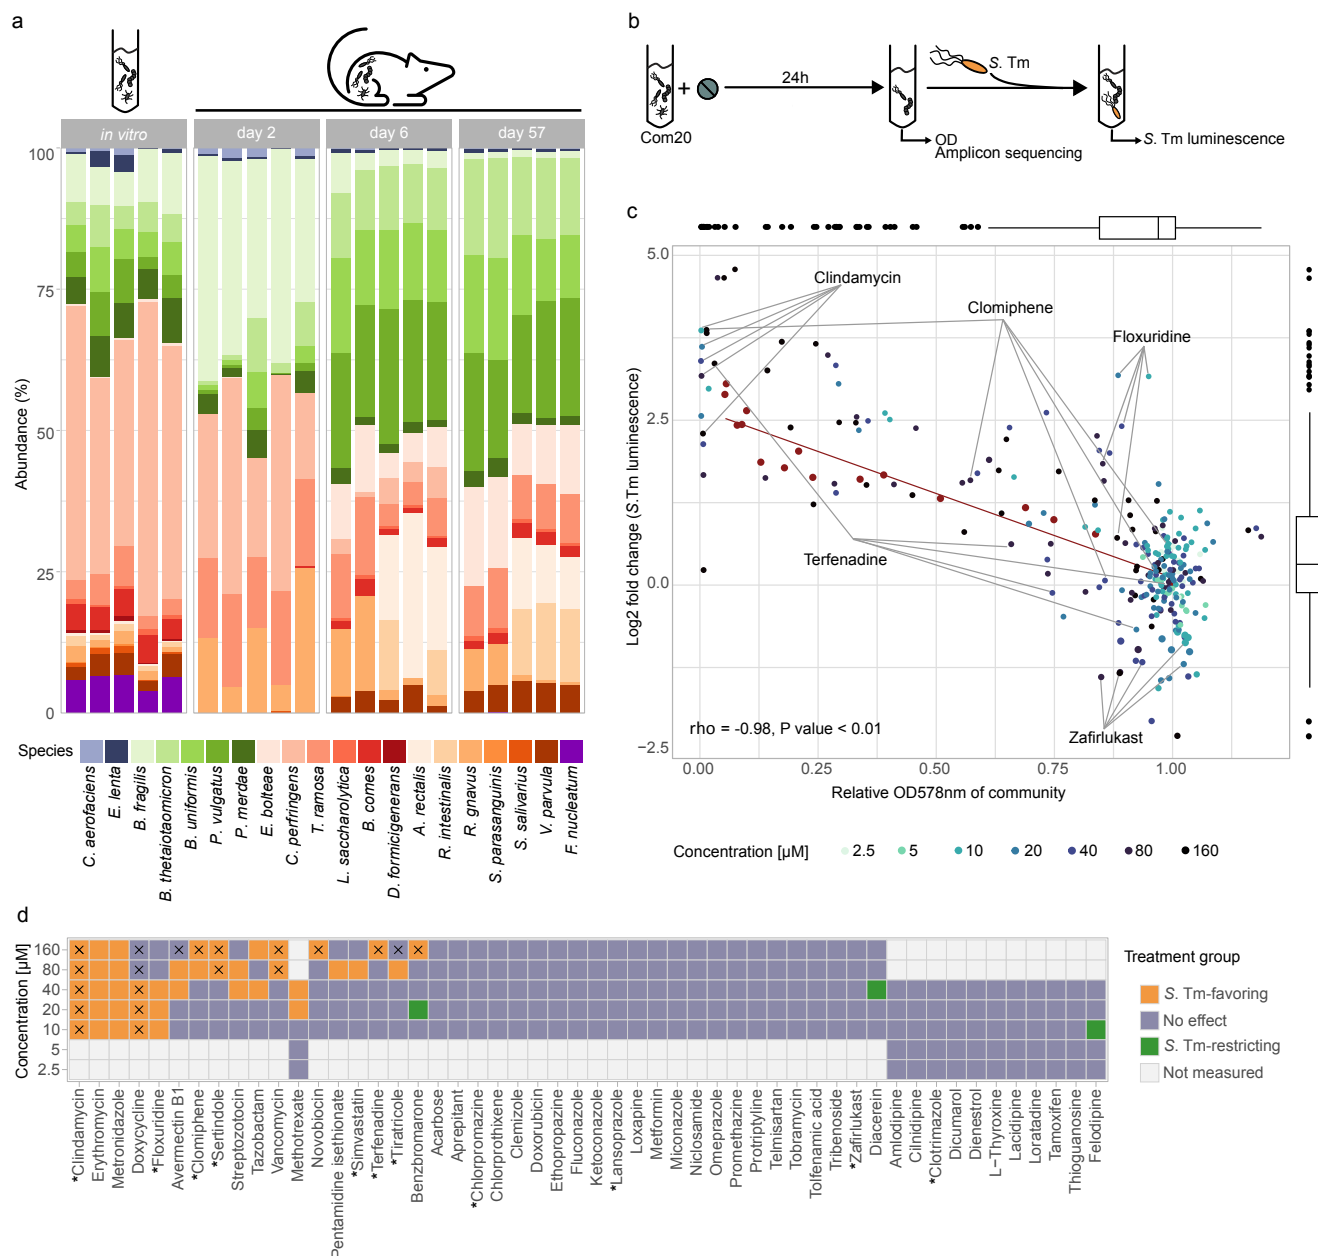 a
in vitro
day 2
day 6
day 57
100
75
50
25
0
Abundance (%)
Species
C. aerofaciens
E. lenta
B. fragilis
B. thetaiotaomicron
B. uniformis
P. vulgatus
P. merdae
E. bolteae
C. perfringens
T. ramosa
L. saccharolytica
B. comes
D. formicigenerans
A. rectalis
R. intestinalis
R. gnavus
S. parasanguinis
S. salivarius
V. parvula
F. nucleatum
b
Com20
+
24h
S. Tm
OD
Amplicon sequencing
S. Tm luminescence
c
5.0
2.5
0.0
−2.5
Log2 fold change (S.Tm luminescence)
Clindamycin
Clomiphene
Floxuridine
Terfenadine
Zafirlukast
rho = -0.98, P value < 0.01
0.00
0.25
0.50
0.75
1.00
Relative OD578nm of community
Concentration [µM]
2.5
5
10
20
40
80
160
d
Concentration [µM]
160
80
40
20
10
5
2.5
*Clindamycin
Erythromycin
Metronidazole
Doxycycline
*Floxuridine
Avermectin B1
*Clomiphene
*Sertindole
Streptozotocin
Tazobactam
Vancomycin
Methotrexate
Novobiocin
Pentamidine isethionate
*Simvastatin
*Terfenadine
*Tiratricole
Benzbromarone
Acarbose
Aprepitant
*Chlorpromazine
Chlorprothixene
Clemizole
Doxorubicin
Ethopropazine
Fluconazole
Ketoconazole
*Lansoprazole
Loxapine
Metformin
Miconazole
Niclosamide
Omeprazole
Promethazine
Protriptyline
Telmisartan
Tobramycin
Tolfenamic acid
Tribenoside
*Zafirlukast
Diacerein
Amlodipine
Cilnidipine
*Clotrimazole
Dicumarol
Dienestrol
L−Thyroxine
Lacidipine
Loratadine
Tamoxifen
Thioguanosine
Felodipine
Treatment group
S. Tm-favoring
No effect
S. Tm-restricting
Not measured